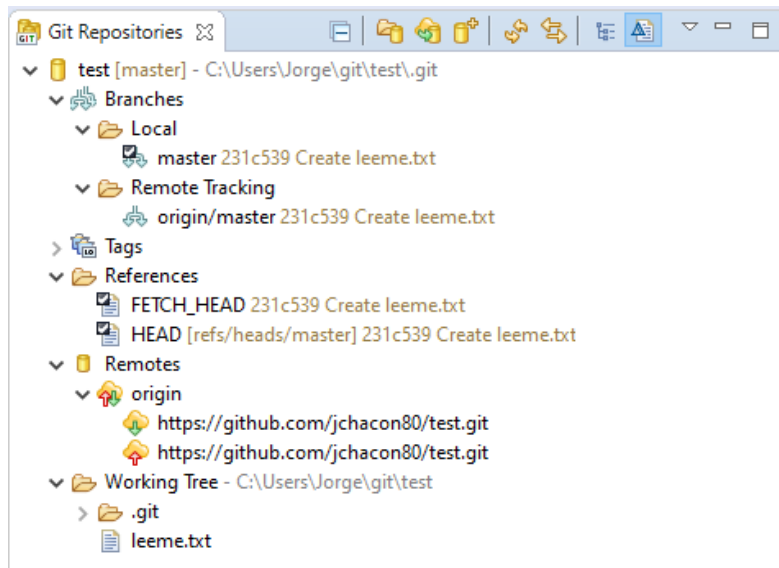 Git Repositories
test [master] - C:\Users\Jorge\git\test\.git
Branches
Local
master 231c539 Create leeme.txt
Remote Tracking
origin/master 231c539 Create leeme.txt
Tags
References
FETCH_HEAD 231c539 Create leeme.txt
HEAD [refs/heads/master] 231c539 Create leeme.txt
Remotes
origin
https://github.com/jchacon80/test.git
https://github.com/jchacon80/test.git
Working Tree - C:\Users\Jorge\git\test
.git
leeme.txt